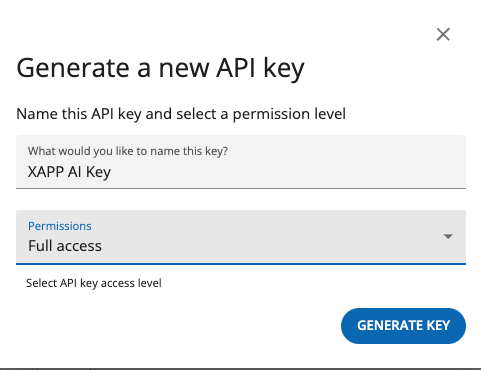 Generate a new API key
Name this API key and select a permission level
What would you like to name this key?
XAPP AI Key
Permissions
Full access
Select API key access level
GENERATE KEY